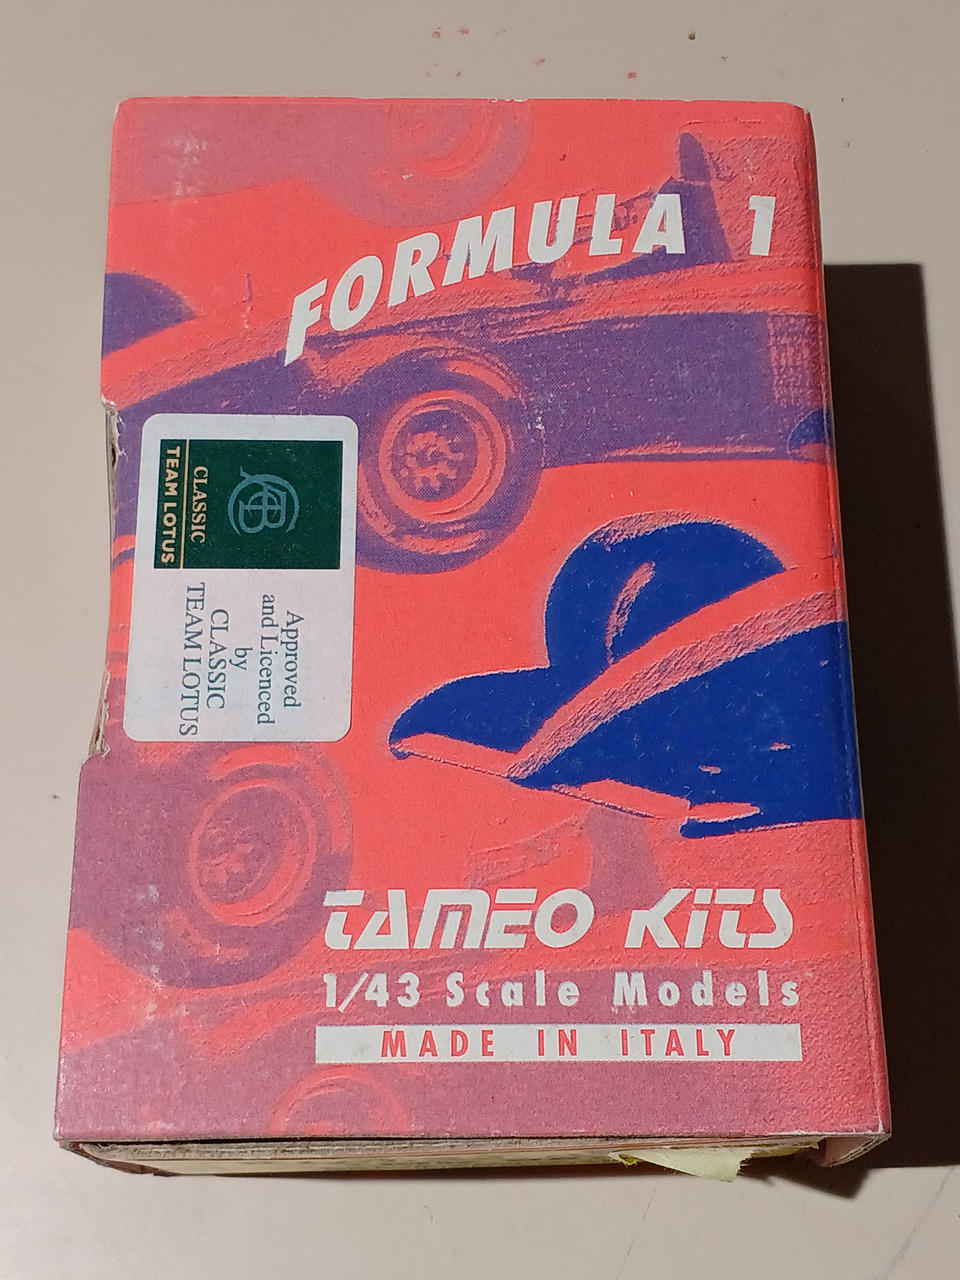 FORMULA 1
CLASSIC
TEAM LOTUS
Approved
and Licenced
by
CLASSIC
TEAM LOTUS
TAMEO KITS
1/43 Scale Models
MADE IN ITALY